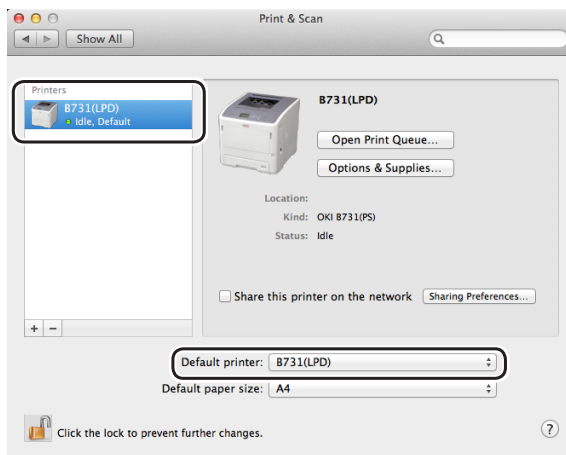 Print & Scan
Show All
Printers
B731(LPD)
Idle, Default
B731(LPD)
Open Print Queue...
Options & Supplies...
Location:
Kind: OKI B731(PS)
Status: Idle
Share this printer on the network Sharing Preferences...
+ −
Default printer: B731(LPD)
Default paper size: A4
Click the lock to prevent further changes.
?